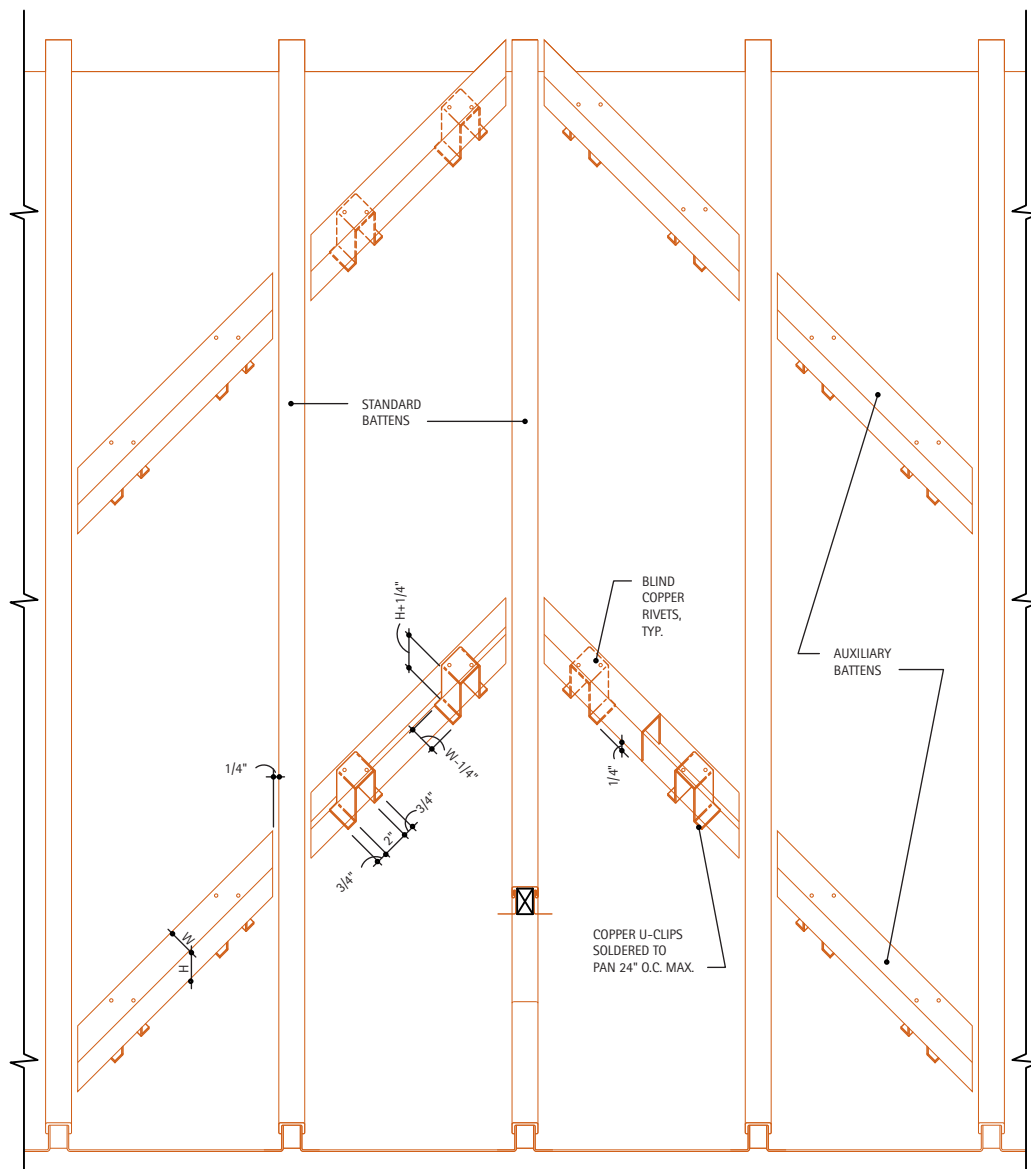 STANDARD
BATTENS
H+1/4"
BLIND
COPPER
RIVETS,
TYP.
AUXILIARY
BATTENS
W-1/4"
1/4"
1/4"
3/4"
2"
3/4"
W
H
COPPER U-CLIPS
SOLDERED TO
PAN 24" O.C. MAX.